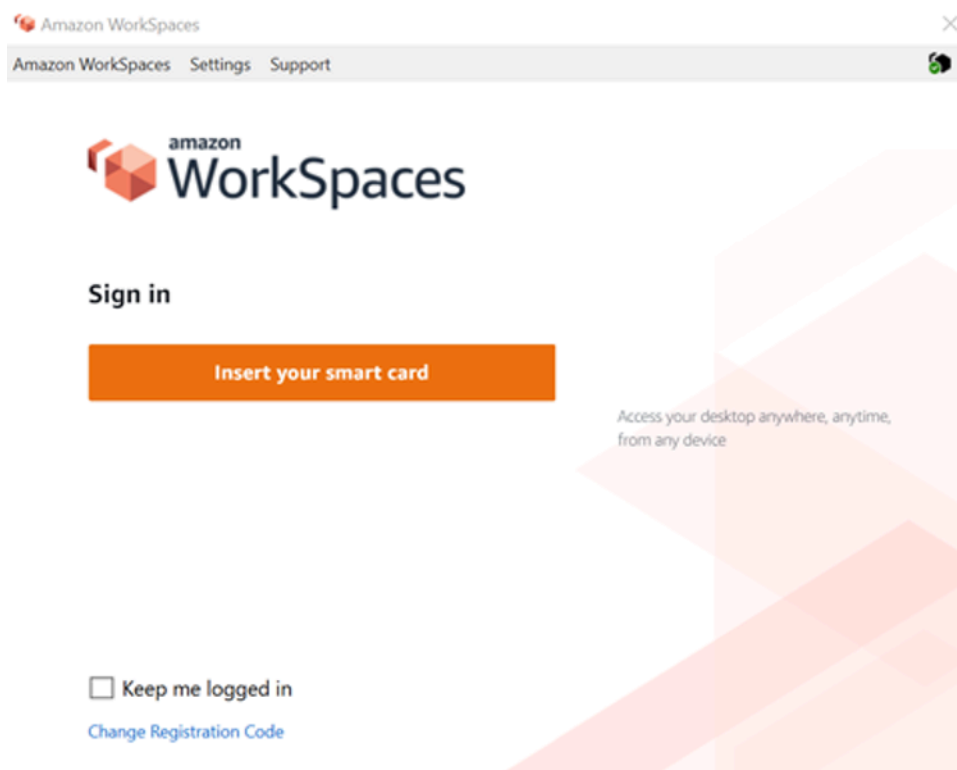 Amazon WorkSpaces
Amazon WorkSpaces Settings Support
amazon
WorkSpaces
Sign in
Insert your smart card
Access your desktop anywhere, anytime,
from any device
Keep me logged in
Change Registration Code